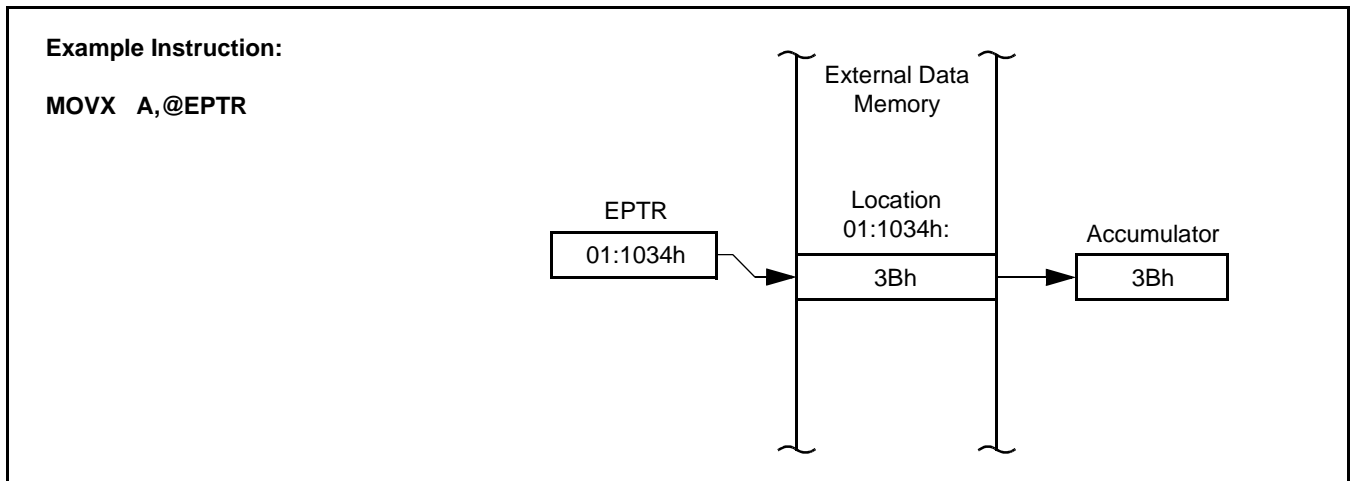 Example Instruction:
MOVX A,@EPTR
External Data
Memory
Location
01:1034h:
EPTR
01:1034h
3Bh
Accumulator
3Bh